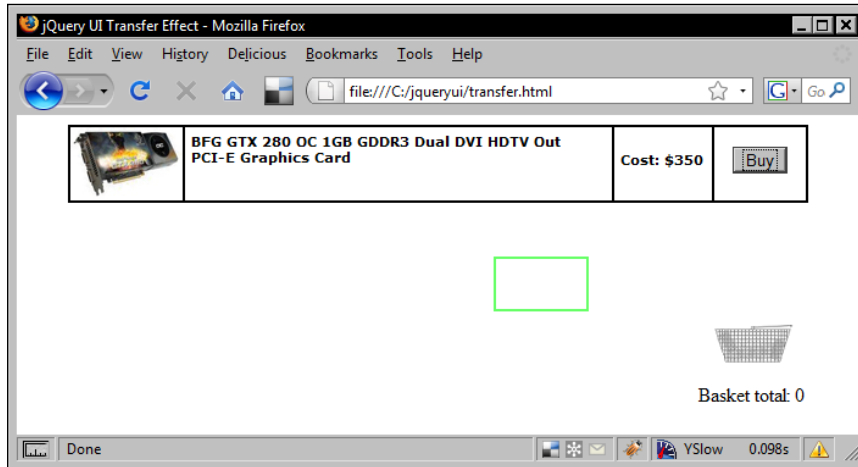 jQuery UI Transfer Effect - Mozilla Firefox
File Edit View History Delicious Bookmarks Tools Help
file:///C:/jqueryui/transfer.html
G
Go
BFG GTX 280 OC 1GB GDDR3 Dual DVI HDTV Out
PCI-E Graphics Card
Cost: $350
Buy
Basket total: 0
Done
YSlow
0.098s